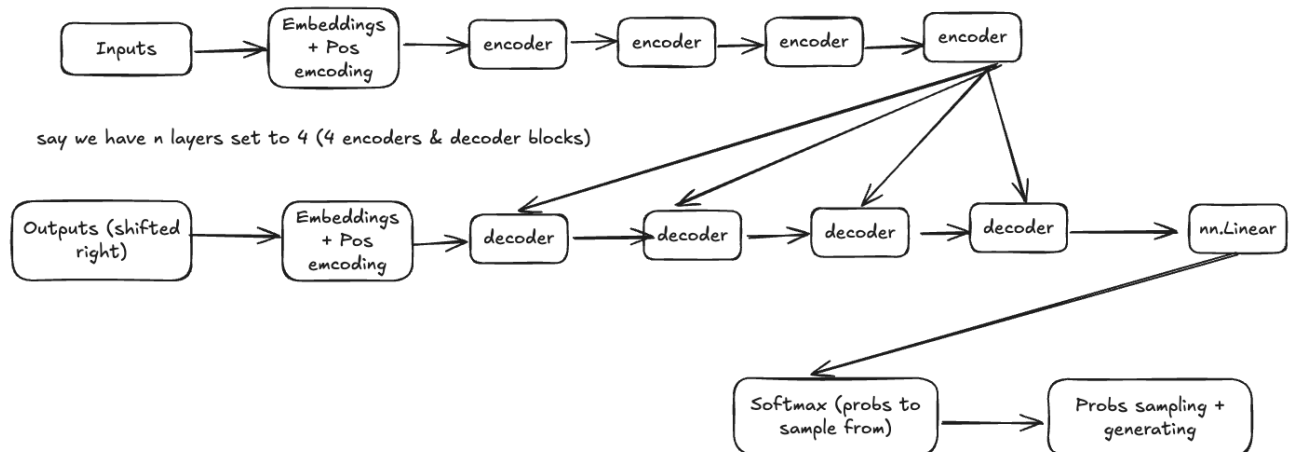 Inputs
Embeddings
+ Pos
emcoding
encoder
encoder
encoder
encoder
say we have n layers set to 4 (4 encoders & decoder blocks)
Outputs (shifted
right)
Embeddings
+ Pos
emcoding
decoder
decoder
decoder
decoder
nn.Linear
Softmax (probs to
sample from)
Probs sampling +
generating